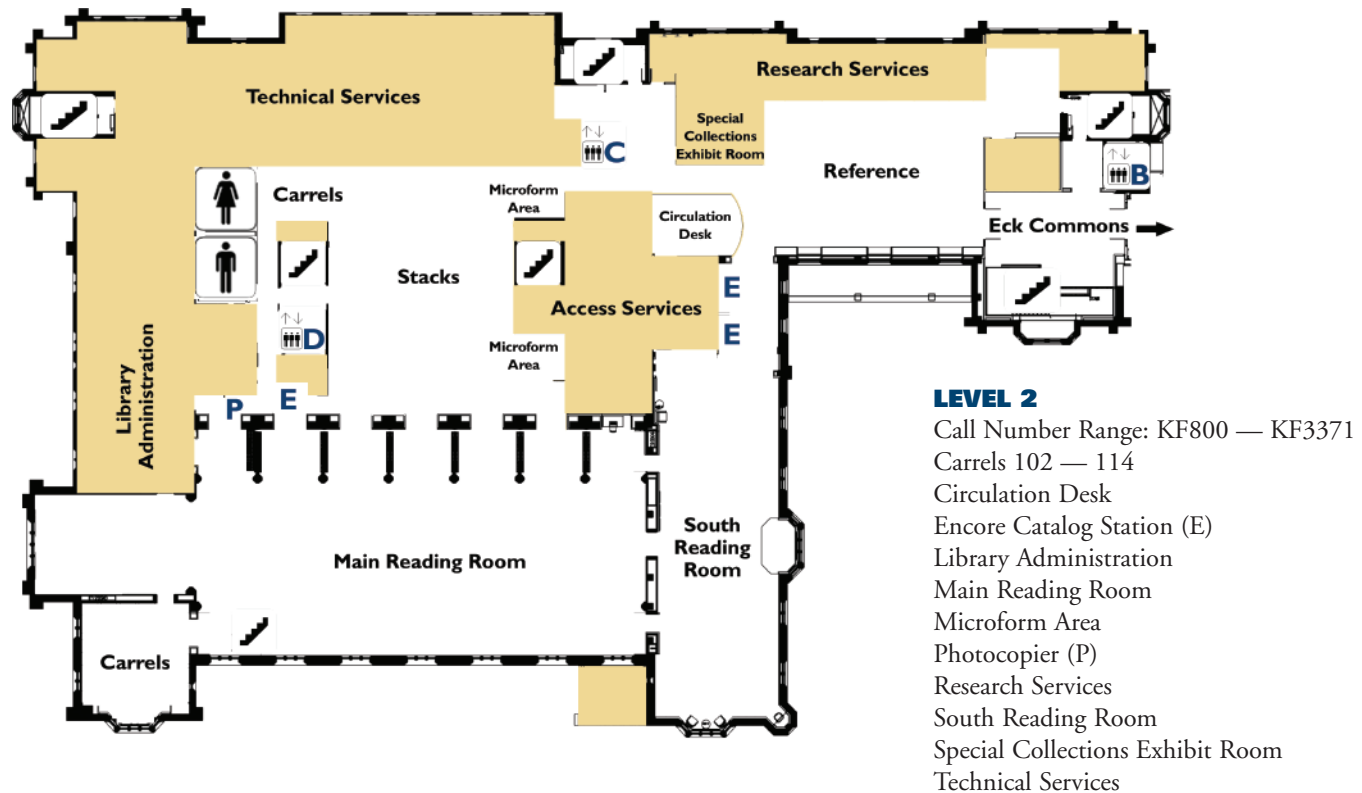 Research Services
Technical Services
Special
Collections
Exhibit Room
C
B
Reference
Carrels
Microform
Area
Circulation
Desk
Eck Commons
Stacks
E
Access Services
D
E
Microform
Area
Library
Administration
P
E
South
Reading
Room
Main Reading Room
Carrels
LEVEL 2
Call Number Range: KF800 — KF3371
Carrels 102 — 114
Circulation Desk
Encore Catalog Station (E)
Library Administration
Main Reading Room
Microform Area
Photocopier (P)
Research Services
South Reading Room
Special Collections Exhibit Room
Technical Services